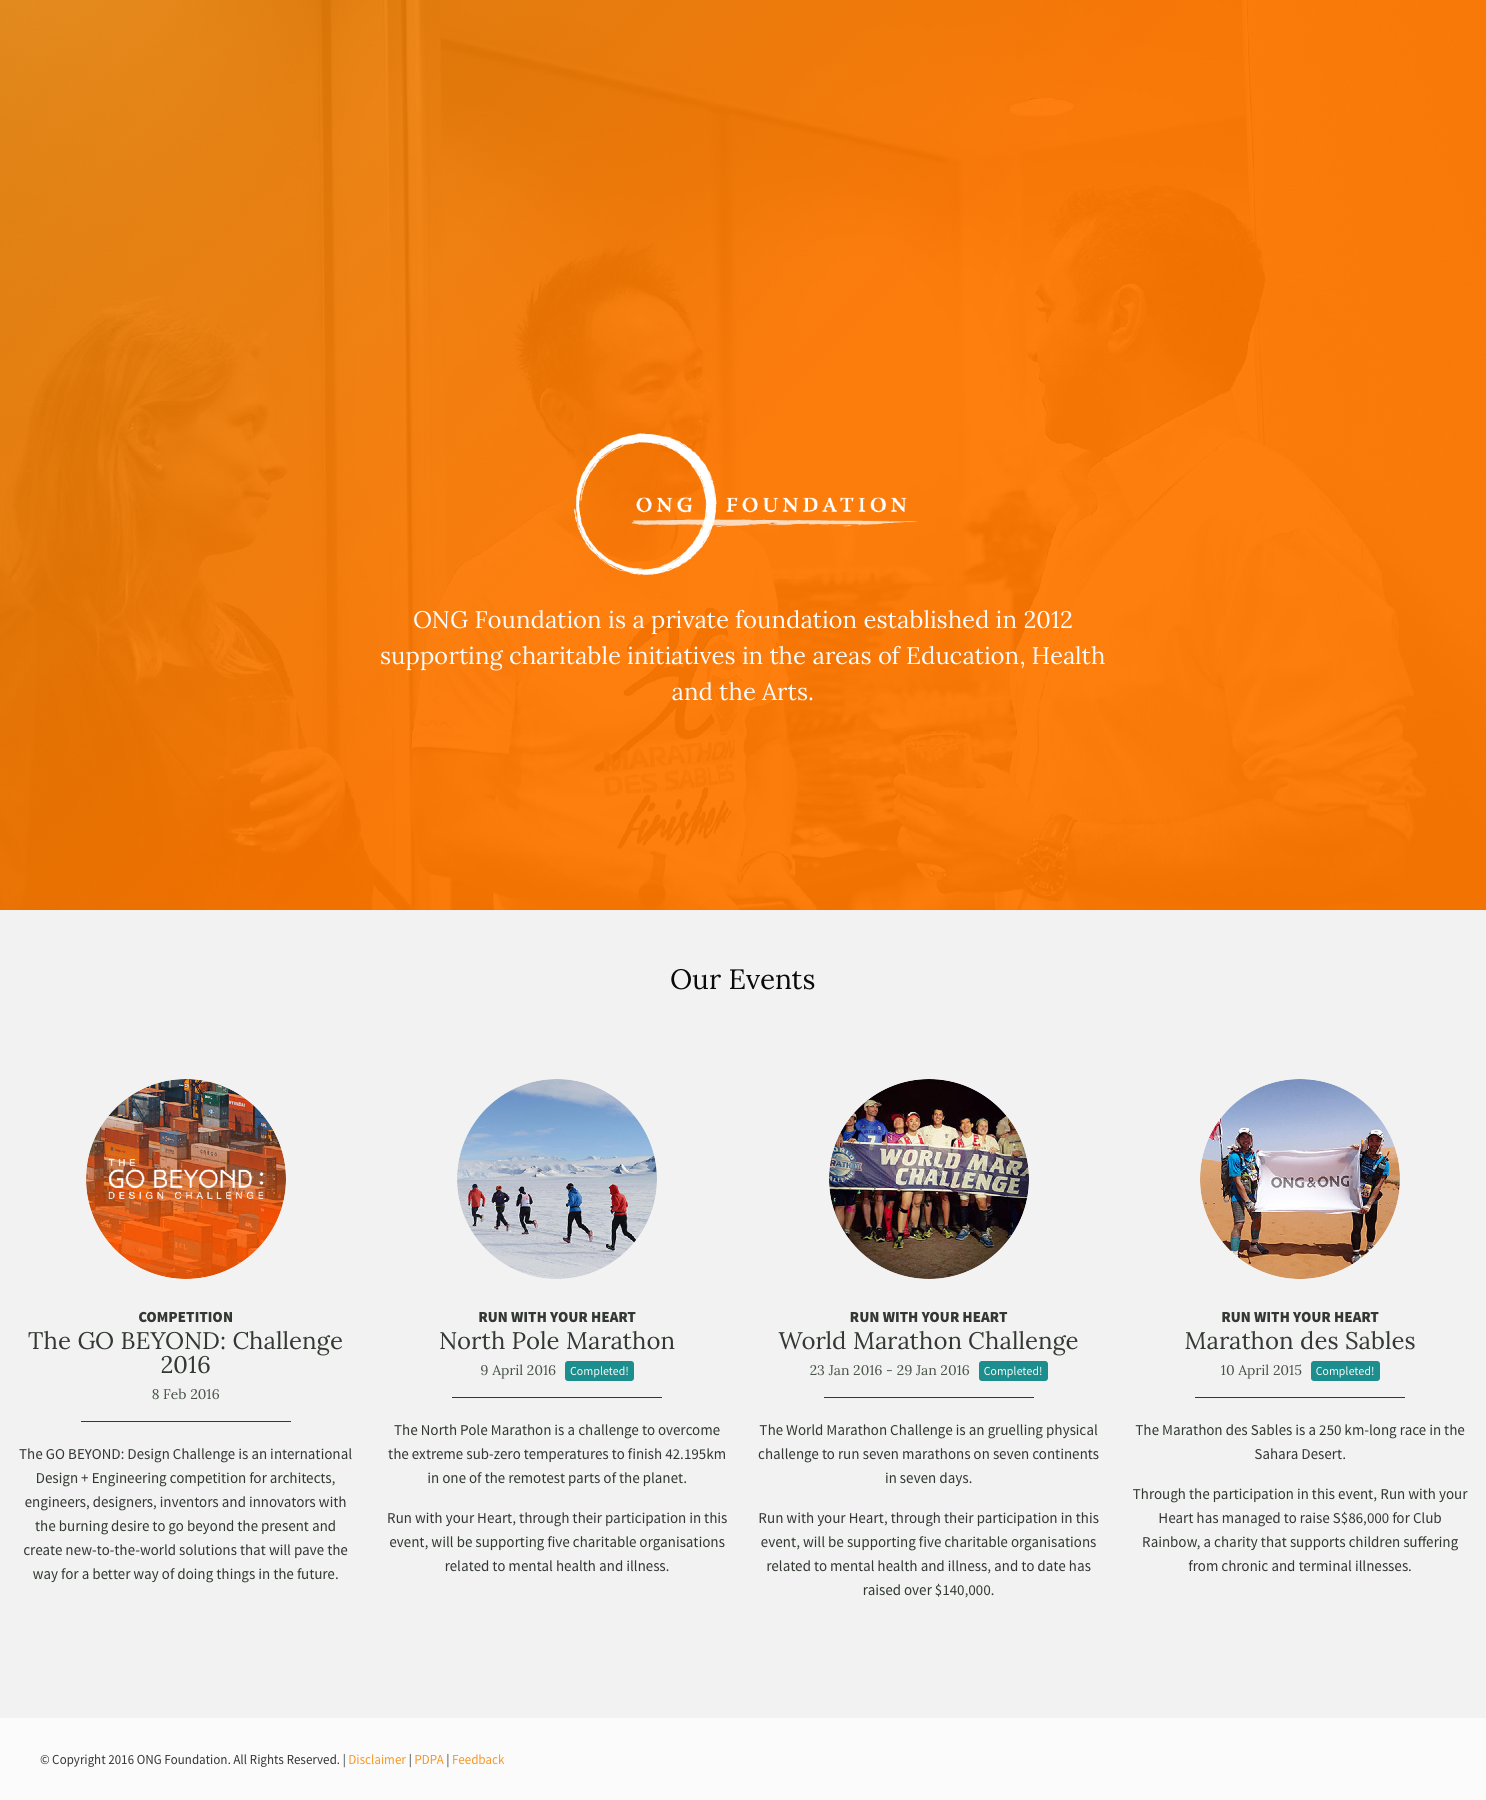 ONG FOUNDATION
ONG Foundation is a private foundation established in 2012
supporting charitable initiatives in the areas of Education, Health
and the Arts.
MARATHON
DES SABLES
finisher
Our Events
THE
GO BEYOND:
DESIGN CHALLENGE
WORLD MARA
CHALLENGE
ONG&ONG
COMPETITION
The GO BEYOND: Challenge
2016
8 Feb 2016
The GO BEYOND: Design Challenge is an international
Design + Engineering competition for architects,
engineers, designers, inventors and innovators with
the burning desire to go beyond the present and
create new-to-the-world solutions that will pave the
way for a better way of doing things in the future.
RUN WITH YOUR HEART
North Pole Marathon
9 April 2016 Completed!
The North Pole Marathon is a challenge to overcome
the extreme sub-zero temperatures to finish 42.195km
in one of the remotest parts of the planet.
Run with your Heart, through their participation in this
event, will be supporting five charitable organisations
related to mental health and illness.
RUN WITH YOUR HEART
World Marathon Challenge
23 Jan 2016 - 29 Jan 2016 Completed!
The World Marathon Challenge is an gruelling physical
challenge to run seven marathons on seven continents
in seven days.
Run with your Heart, through their participation in this
event, will be supporting five charitable organisations
related to mental health and illness, and to date has
raised over $140,000.
RUN WITH YOUR HEART
Marathon des Sables
10 April 2015 Completed!
The Marathon des Sables is a 250 km-long race in the
Sahara Desert.
Through the participation in this event, Run with your
Heart has managed to raise S$86,000 for Club
Rainbow, a charity that supports children suffering
from chronic and terminal illnesses.
© Copyright 2016 ONG Foundation. All Rights Reserved. | Disclaimer | PDPA | Feedback